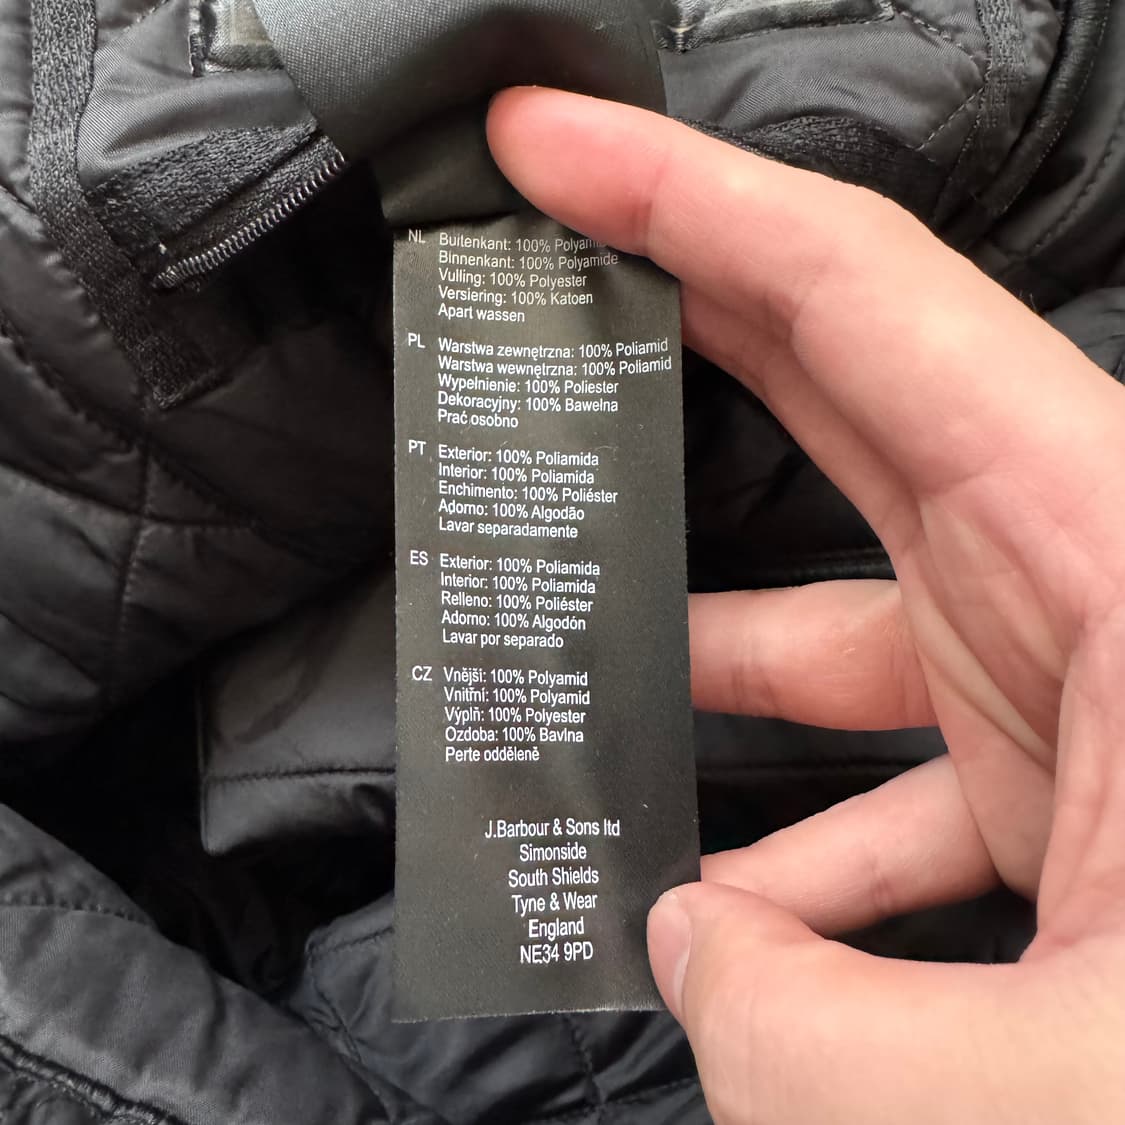 NL Buitenkant: 100% Polyamide
Binnenkant: 100% Polyamide
Vulling: 100% Polyester
Versiering: 100% Katoen
Apart wassen
PL Warstwa zewnętrzna: 100% Poliamid
Warstwa wewnętrzna: 100% Poliamid
Wypełnienie: 100% Poliester
Dekoracyjny: 100% Bawełna
Prać osobno
PT Exterior: 100% Poliamida
Interior: 100% Poliamida
Enchimento: 100% Poliéster
Adorno: 100% Algodão
Lavar separadamente
ES Exterior: 100% Poliamida
Interior: 100% Poliamida
Relleno: 100% Poliéster
Adorno: 100% Algodón
Lavar por separado
CZ Vnější: 100% Polyamid
Vnitřní: 100% Polyamid
Výplň: 100% Polyester
Ozdoba: 100% Bavlna
Perte odděleně
J.Barbour & Sons ltd
Simonside
South Shields
Tyne & Wear
England
NE34 9PD